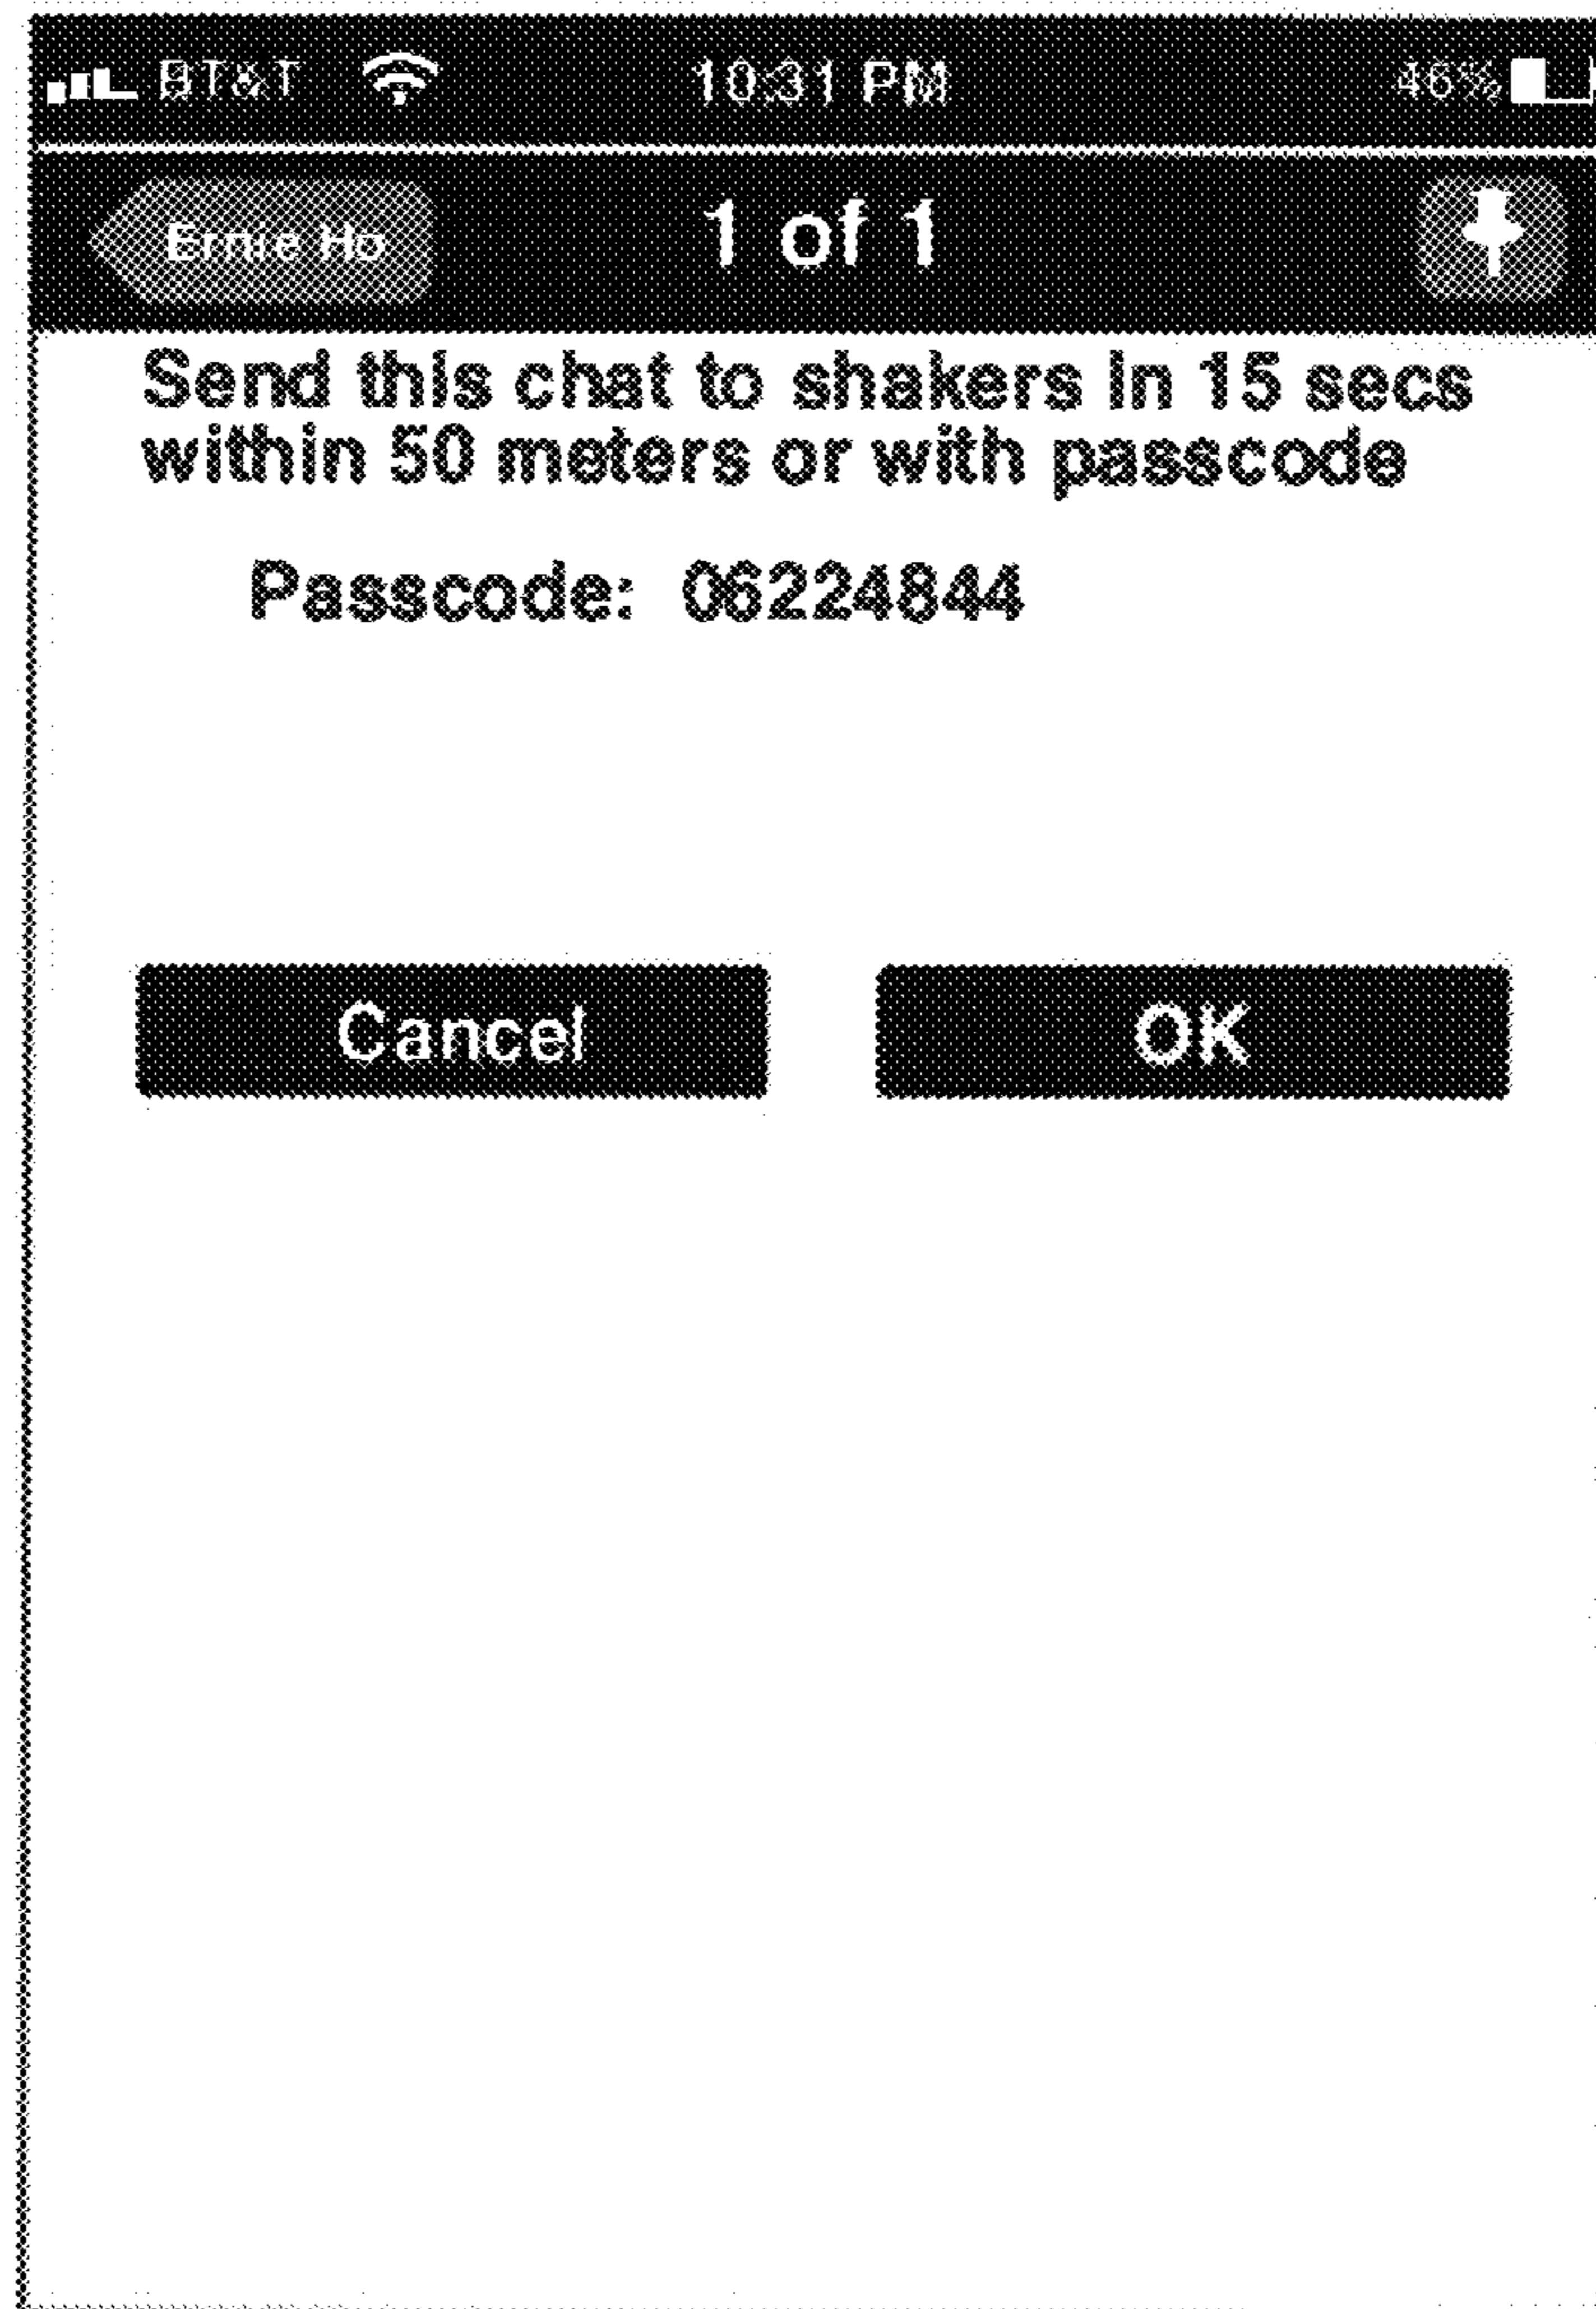 AT&T 10:31 PM 46%
Ernie Ho 1 of 1
Send this chat to shakers in 15 secs
within 50 meters or with passcode
Passcode: 06224844
Cancel OK